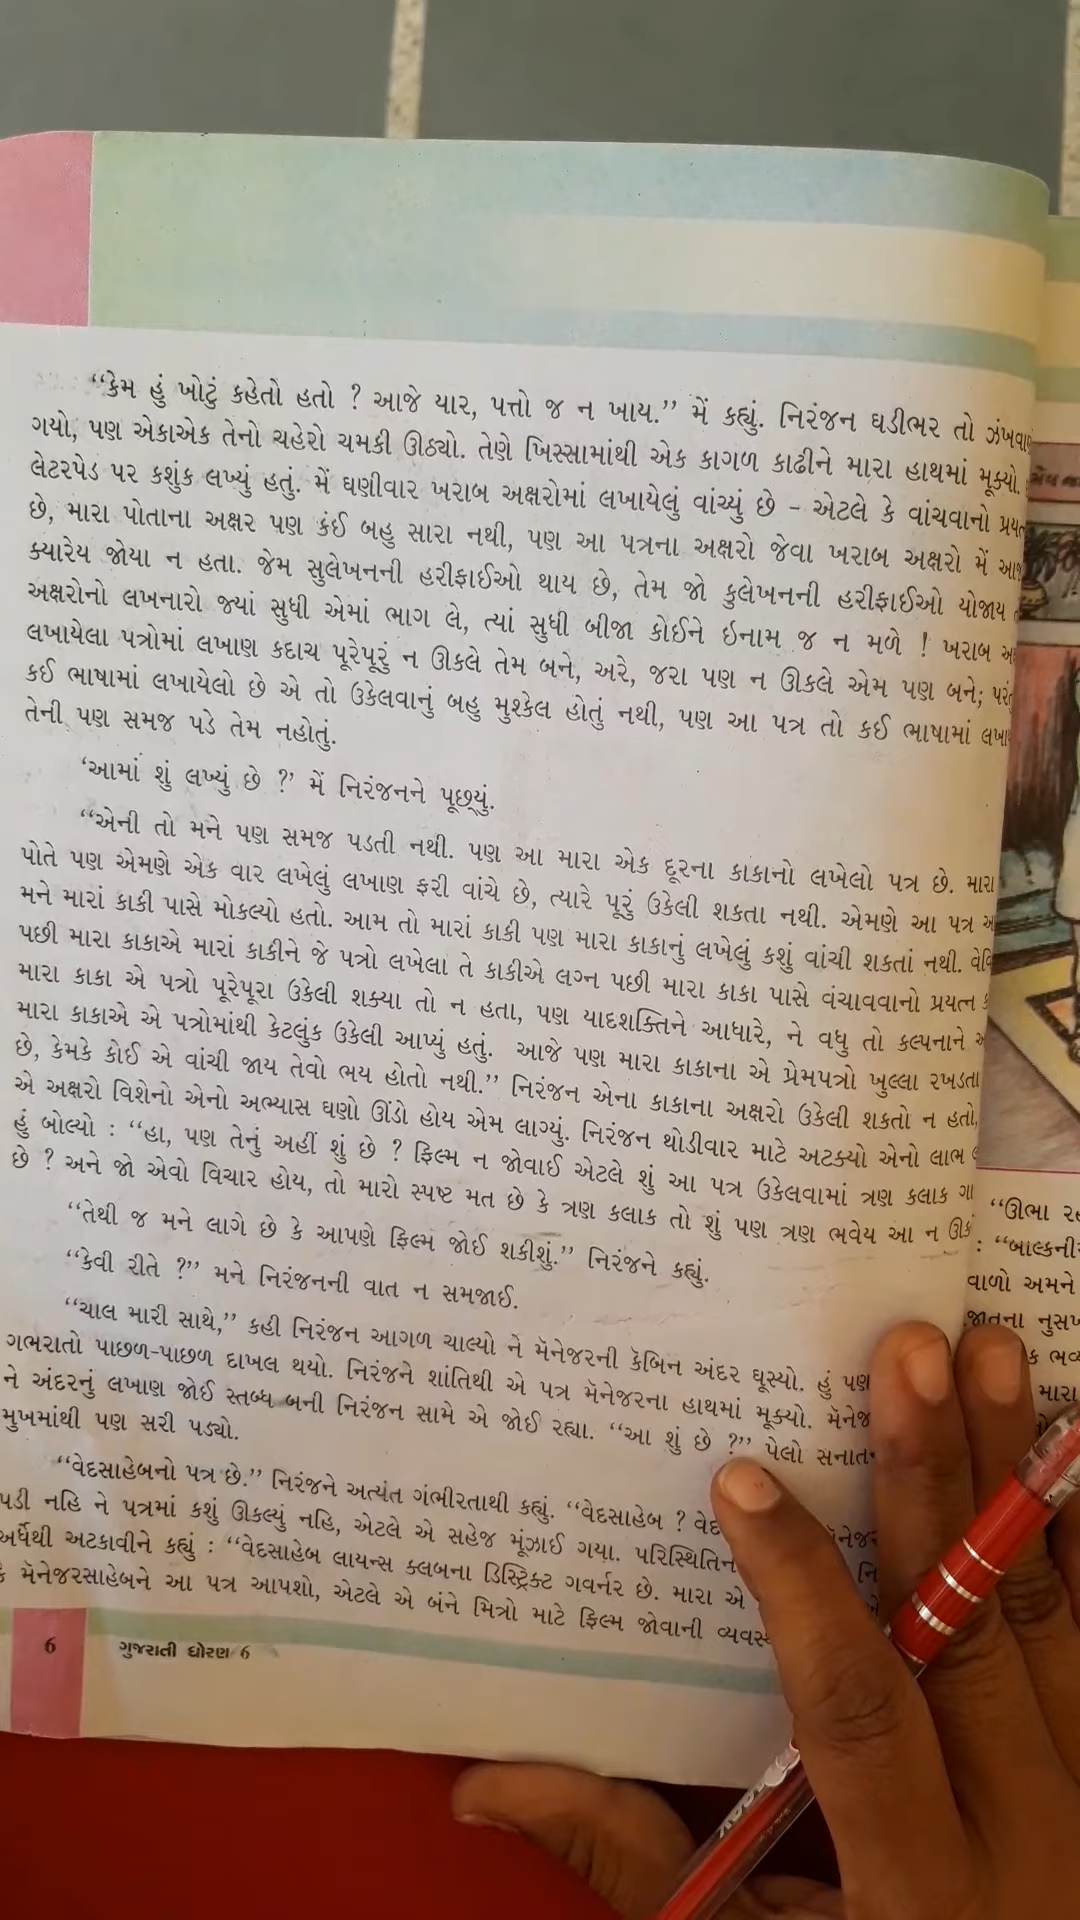 “કેમ હું ખોટું કહેતો હતો ? આજે યાર, પત્તો જ ન ખાય.” મેં કહ્યું. નિરંજન ઘડીભર તો
ગયો, પણ એકાએક તેનો ચહેરો ચમકી ઊઠ્યો. તેણે ખિસ્સામાંથી એક કાગળ કાઢીને મારા હાથમાં મૂક્યો.
લેટરપેડ પર કશુંક લખ્યું હતું. મેં ઘણીવાર ખરાબ અક્ષરોમાં લખાયેલું વાંચ્યું છે – એટલે કે વાંચવાનો
છે, મારા પોતાના અક્ષર પણ કંઈ બહુ સારા નથી, પણ આ પત્રના અક્ષરો જેવા ખરાબ અક્ષરો મેં
ક્યારેય જોયા ન હતા. જેમ સુલેખનની હરીફાઈઓ થાય છે, તેમ જો કુલેખનની હરીફાઈઓ યોજાય
અક્ષરોનો લખનારો જ્યાં સુધી એમાં ભાગ લે, ત્યાં સુધી બીજા કોઈને ઇનામ જ ન મળે ! ખરાબ
લખાયેલા પત્રોમાં લખાણ કદાચ પૂરેપૂરું ન ઊકલે તેમ બને, અરે, જરા પણ ન ઊકલે એમ પણ બને;
કઈ ભાષામાં લખાયેલો છે એ તો ઉકેલવાનું બહુ મુશ્કેલ હોતું નથી, પણ આ પત્ર તો કઈ ભાષામાં
તેની પણ સમજ પડે તેમ નહોતું.
‘આમાં શું લખ્યું છે ?’ મેં નિરંજનને પૂછ્યું.
“એની તો મને પણ સમજ પડતી નથી. પણ આ મારા એક દૂરના કાકાનો લખેલો પત્ર છે. મારા
પોતે પણ એમણે એક વાર લખેલું લખાણ ફરી વાંચે છે, ત્યારે પૂરું ઉકેલી શકતા નથી. એમણે આ પત્ર
મને મારાં કાકી પાસે મોકલ્યો હતો. આમ તો મારાં કાકી પણ મારા કાકાનું લખેલું કશું વાંચી શકતાં નથી.
પછી મારા કાકાએ મારાં કાકીને જે પત્રો લખેલા તે કાકીએ લગ્ન પછી મારા કાકા પાસે વંચાવવાનો પ્રયત્ન
મારા કાકા એ પત્રો પૂરેપૂરા ઉકેલી શક્યા તો ન હતા, પણ યાદશક્તિને આધારે, ને વધુ તો કલ્પનાને
મારા કાકાએ એ પત્રોમાંથી કેટલુંક ઉકેલી આપ્યું હતું. આજે પણ મારા કાકાના એ પ્રેમપત્રો ખુલ્લા રખડતા
છે, કેમકે કોઈ એ વાંચી જાય તેવો ભય હોતો નથી.” નિરંજન એના કાકાના અક્ષરો ઉકેલી શકતો ન હતો,
એ અક્ષરો વિશેનો એનો અભ્યાસ ઘણો ઊંડો હોય એમ લાગ્યું. નિરંજન થોડીવાર માટે અટક્યો એનો લાભ
હું બોલ્યો : “હા, પણ તેનું અહીં શું છે ? ફિલ્મ ન જોવાઈ એટલે શું આ પત્ર ઉકેલવામાં ત્રણ કલાક
છે ? અને જો એવો વિચાર હોય, તો મારો સ્પષ્ટ મત છે કે ત્રણ કલાક તો શું પણ ત્રણ ભવેય આ ન
“તેથી જ મને લાગે છે કે આપણે ફિલ્મ જોઈ શકીશું.” નિરંજને કહ્યું.
“કેવી રીતે ?” મને નિરંજનની વાત ન સમજાઈ.
“ચાલ મારી સાથે,” કહી નિરંજન આગળ ચાલ્યો ને મૅનેજરની કૅબિન અંદર ઘૂસ્યો. હું પણ
ગભરાતો પાછળ-પાછળ દાખલ થયો. નિરંજને શાંતિથી એ પત્ર મૅનેજરના હાથમાં મૂક્યો.
ને અંદરનું લખાણ જોઈ સ્તબ્ધ બની નિરંજન સામે એ જોઈ રહ્યા. “આ શું છે ?” પેલો
મુખમાંથી પણ સરી પડ્યો.
“વેદસાહેબનો પત્ર છે.” નિરંજને અત્યંત ગંભીરતાથી કહ્યું. “વેદસાહેબ ?
પડી નહિ ને પત્રમાં કશું ઊકલ્યું નહિ, એટલે એ સહેજ મૂંઝાઈ ગયા.
અર્ધેથી અટકાવીને કહ્યું : “વેદસાહેબ લાયન્સ ક્લબના ડિસ્ટ્રિક્ટ ગવર્નર છે. મારા એ
મૅનેજરસાહેબને આ પત્ર આપશો, એટલે એ બંને મિત્રો માટે ફિલ્મ જોવાની
6 ગુજરાતી ધોરણ 6
“ઊભા
વાળો અમને
મારા